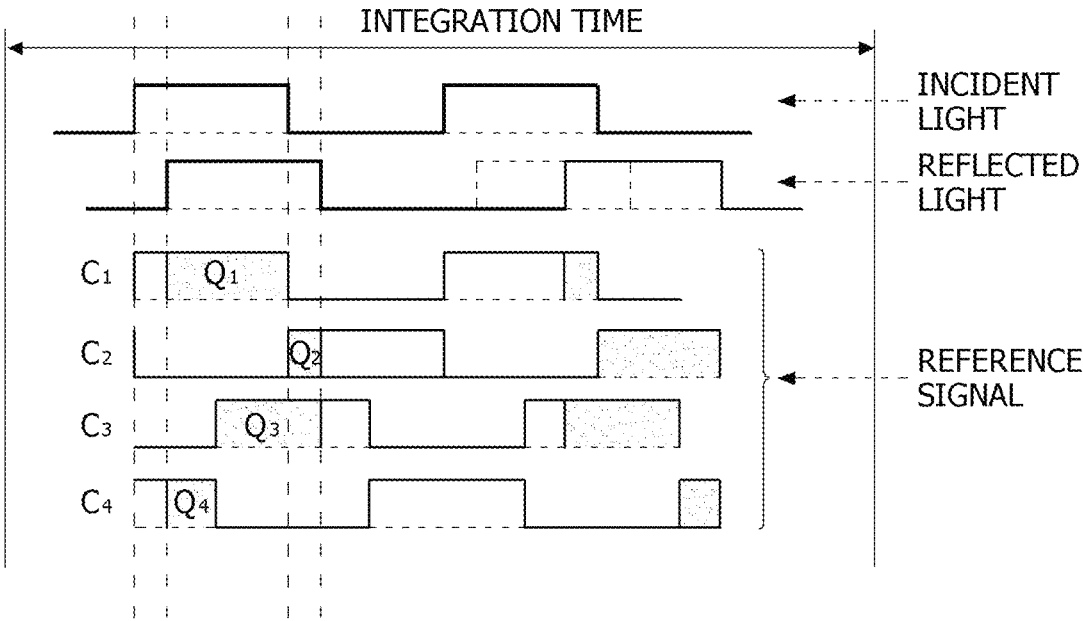 INTEGRATION TIME
INCIDENT
LIGHT
REFLECTED
LIGHT
C1
Q1
C2
Q2
REFERENCE
SIGNAL
C3
Q3
C4
Q4